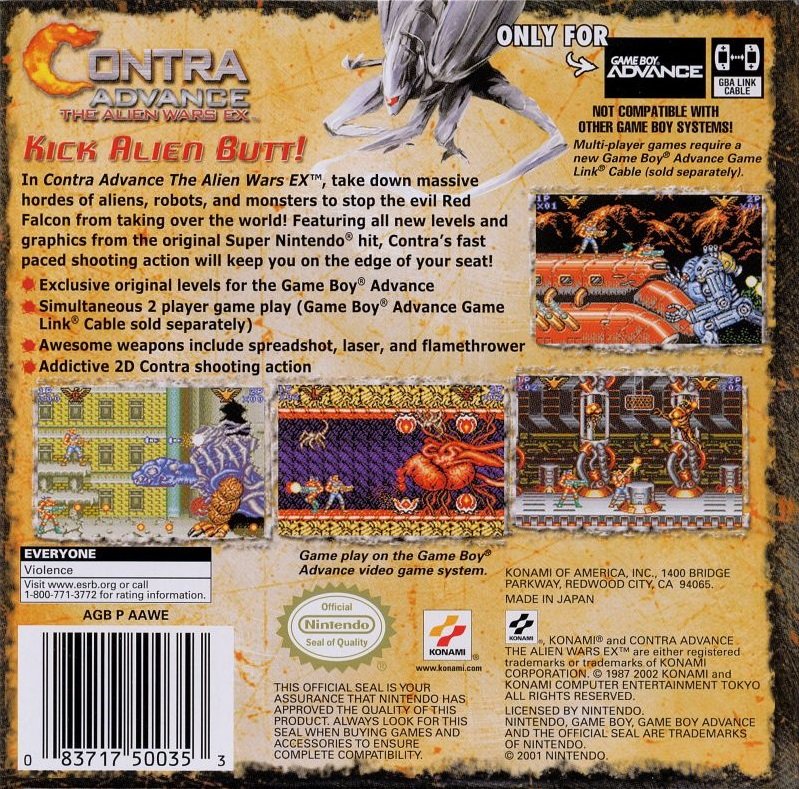 CONTRA
ADVANCE
THE ALIEN WARS EX™
KICK ALIEN BUTT!
ONLY FOR
GAME BOY
ADVANCE
GBA LINK
CABLE
NOT COMPATIBLE WITH
OTHER GAME BOY SYSTEMS!
Multi-player games require a
new Game Boy® Advance Game
Link® Cable (sold separately).
In Contra Advance The Alien Wars EX™, take down massive
hordes of aliens, robots, and monsters to stop the evil Red
Falcon from taking over the world! Featuring all new levels and
graphics from the original Super Nintendo® hit, Contra's fast
paced shooting action will keep you on the edge of your seat!
Exclusive original levels for the Game Boy® Advance
Simultaneous 2 player game play (Game Boy® Advance Game
Link® Cable sold separately)
Awesome weapons include spreadshot, laser, and flamethrower
Addictive 2D Contra shooting action
1P
X01
2P
X02
2P
X02
Game play on the Game Boy®
Advance video game system.
EVERYONE
Violence
Visit www.esrb.org or call
1-800-771-3772 for rating information.
AGB P AAWE
0 83717 50035 3
Official
Nintendo
Seal of Quality
®
KONAMI ®
www.konami.com
THIS OFFICIAL SEAL IS YOUR
ASSURANCE THAT NINTENDO HAS
APPROVED THE QUALITY OF THIS
PRODUCT. ALWAYS LOOK FOR THIS
SEAL WHEN BUYING GAMES AND
ACCESSORIES TO ENSURE
COMPLETE COMPATIBILITY.
KONAMI OF AMERICA, INC., 1400 BRIDGE
PARKWAY, REDWOOD CITY, CA 94065.
MADE IN JAPAN
KONAMI ®, KONAMI® and CONTRA ADVANCE
THE ALIEN WARS EX™ are either registered
trademarks or trademarks of KONAMI
CORPORATION. © 1987 2002 KONAMI and
KONAMI COMPUTER ENTERTAINMENT TOKYO
ALL RIGHTS RESERVED.
LICENSED BY NINTENDO.
NINTENDO, GAME BOY, GAME BOY ADVANCE
AND THE OFFICIAL SEAL ARE TRADEMARKS
OF NINTENDO.
© 2001 NINTENDO.